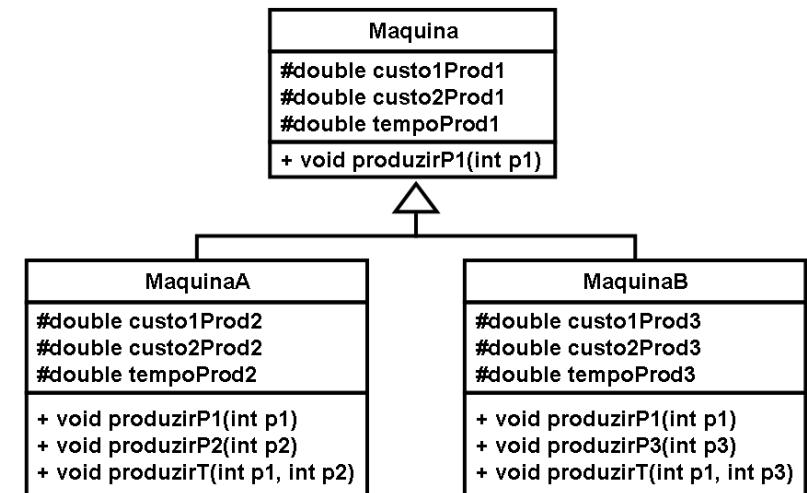 Maquina
#double custo1Prod1
#double custo2Prod1
#double tempoProd1
+ void produzirP1(int p1)
MaquinaA
#double custo1Prod2
#double custo2Prod2
#double tempoProd2
+ void produzirP1(int p1)
+ void produzirP2(int p2)
+ void produzirT(int p1, int p2)
MaquinaB
#double custo1Prod3
#double custo2Prod3
#double tempoProd3
+ void produzirP1(int p1)
+ void produzirP3(int p3)
+ void produzirT(int p1, int p3)